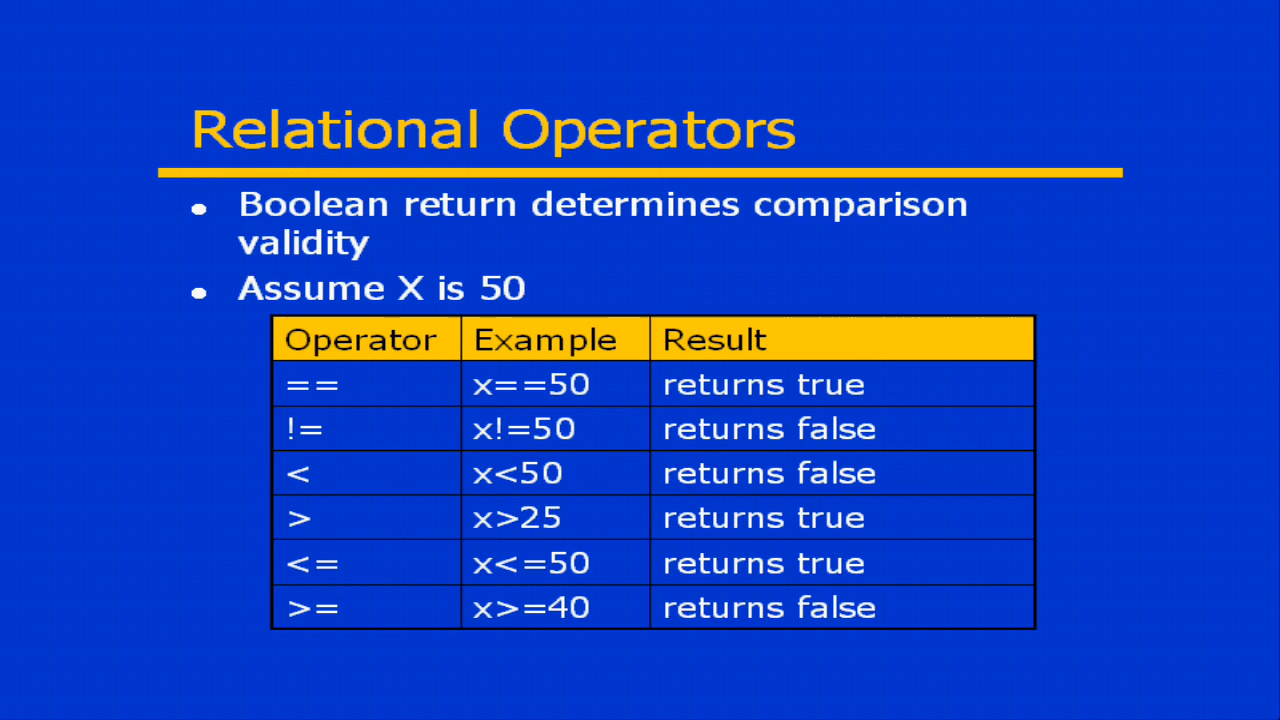 Relational Operators
Boolean return determines comparison
validity
Assume X is 50
Operator Example Result
== x==50 returns true
!= x!=50 returns false
< x<50 returns false
> x>25 returns true
<= x<=50 returns true
>= x>=40 returns false